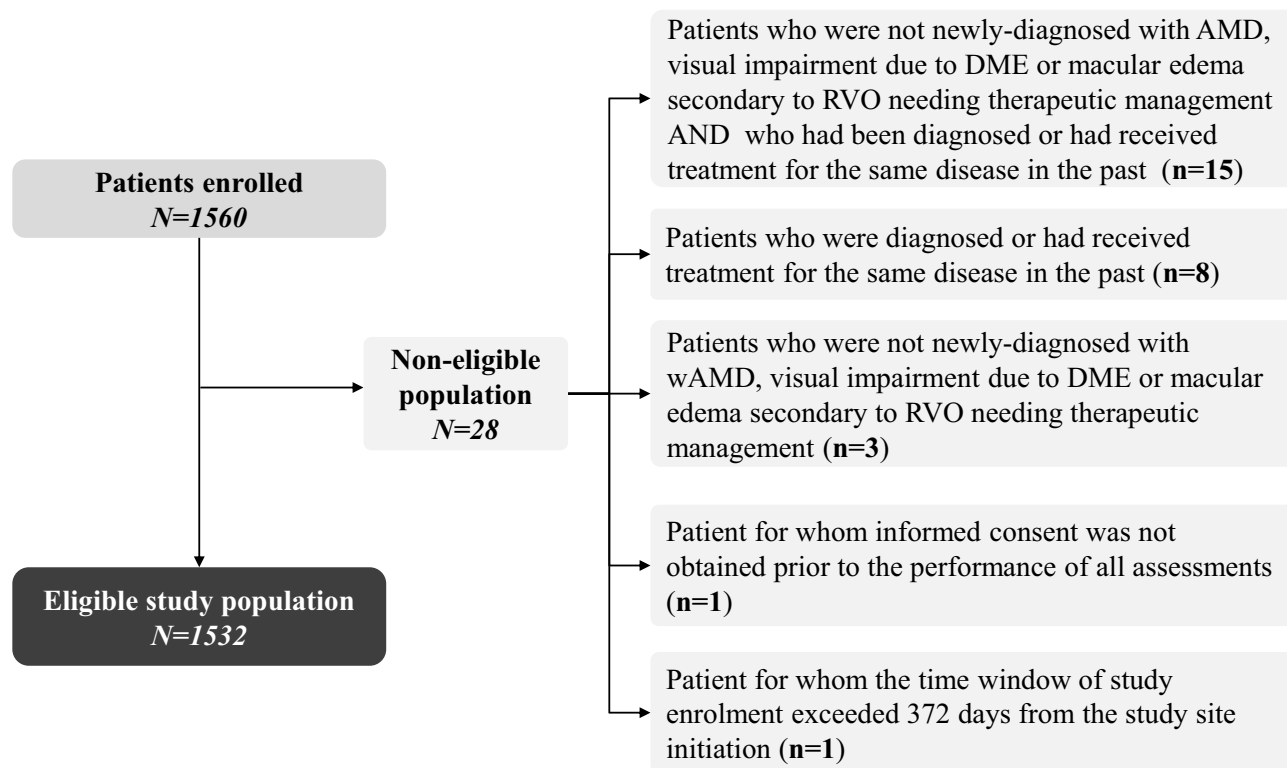 Patients enrolled
N=1560
Non-eligible
population
N=28
Eligible study population
N=1532
Patients who were not newly-diagnosed with AMD,
visual impairment due to DME or macular edema
secondary to RVO needing therapeutic management
AND who had been diagnosed or had received
treatment for the same disease in the past (n=15)
Patients who were diagnosed or had received
treatment for the same disease in the past (n=8)
Patients who were not newly-diagnosed with
wAMD, visual impairment due to DME or macular
edema secondary to RVO needing therapeutic
management (n=3)
Patient for whom informed consent was not
obtained prior to the performance of all assessments
(n=1)
Patient for whom the time window of study
enrolment exceeded 372 days from the study site
initiation (n=1)